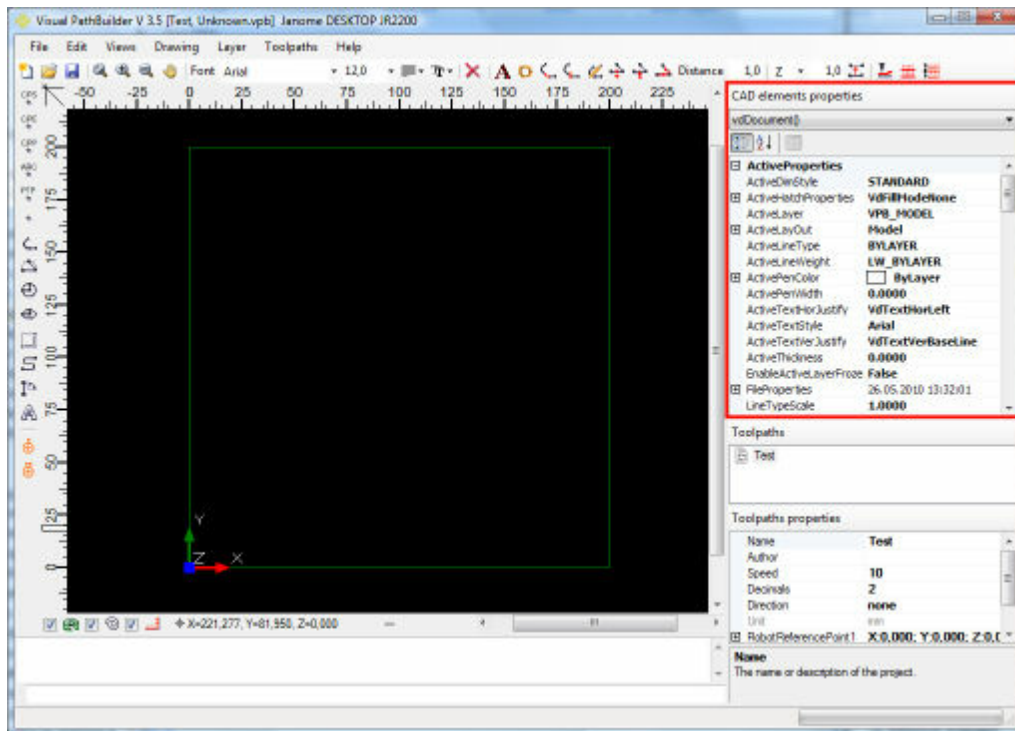 Visual PathBuilder V 3.5 [Test, Unknown.vpb] Janome DESKTOP JR2200
File Edit Views Drawing Layer Toolpaths Help
Font Arial 12,0 Distance 1,0 Z 1,0
-50 -25 0 25 50 75 100 125 150 175 200 225
200
175
150
125
100
75
50
25
0
Y
Z X
X=221,277, Y=81,950, Z=0,000
CAD elements properties
vdDocument()
ActiveProperties
ActiveDimStyle STANDARD
ActiveHatchProperties VdFillModeNone
ActiveLayer VPB_MODEL
ActiveLayOut Model
ActiveLineType BYLAYER
ActiveLineWeight LW_BYLAYER
ActivePenColor ByLayer
ActivePenWidth 0.0000
ActiveTextHorJustify VdTextHorLeft
ActiveTextStyle Arial
ActiveTextVerJustify VdTextVerBaseLine
ActiveThickness 0.0000
EnableActiveLayerFroze False
FileProperties 26.05.2010 13:32:01
LineTypeScale 1.0000
Toolpaths
Test
Toolpaths properties
Name Test
Author
Speed 10
Decimals 2
Direction none
Unit mm
RobotReferencePoint1 X:0,000; Y:0,000; Z:0,0
Name
The name or description of the project.